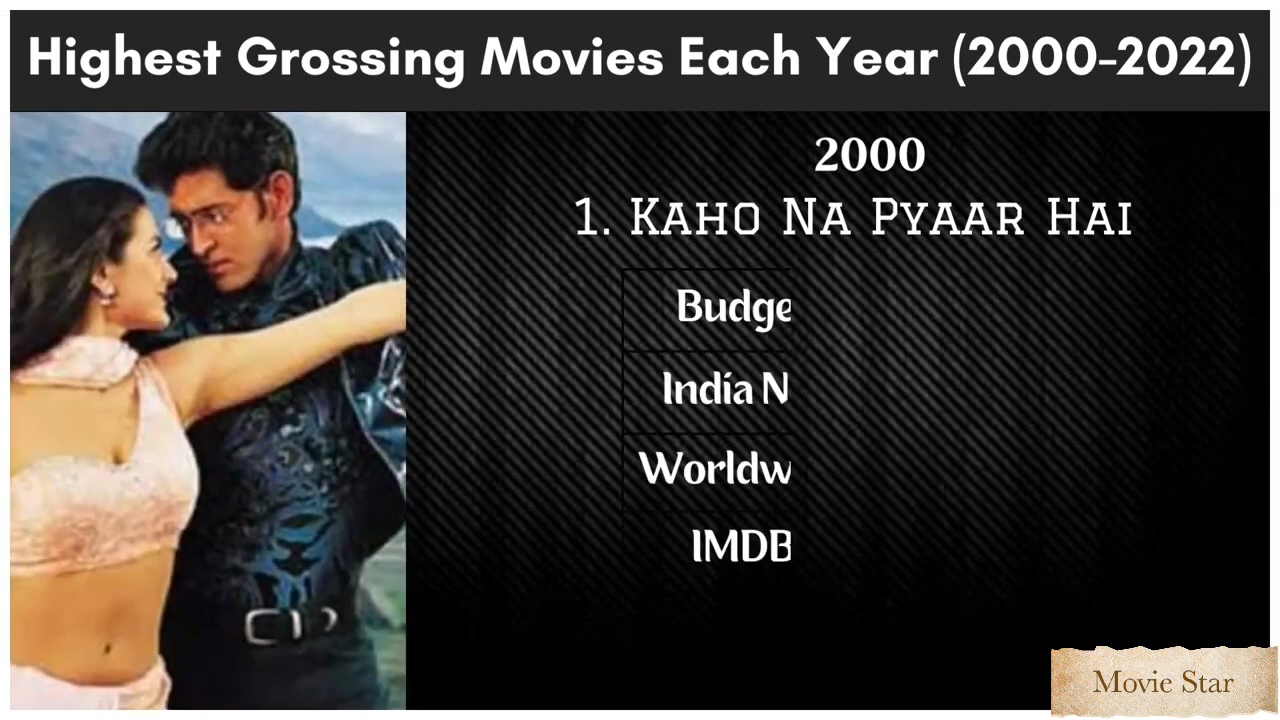 Highest Grossing Movies Each Year (2000-2022)
2000
1. Kaho Na Pyaar Hai
Budge
India N
Worldw
IMDB
Movie Star